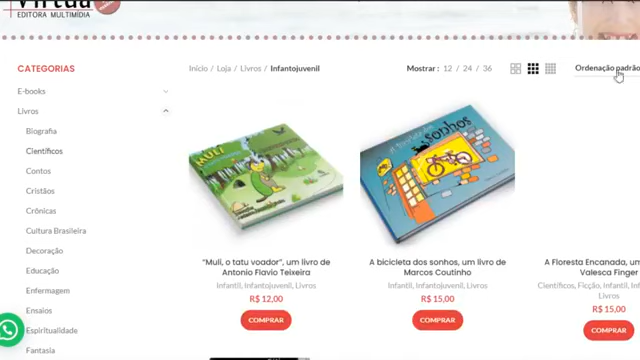 Virtua
EDITORA MULTIMÍDIA
CATEGORIAS
Início / Loja / Livros / Infantojuvenil
Mostrar : 12 / 24 / 36
Ordenação padrão
E-books
Livros
Biografia
Científicos
Contos
Cristãos
Crônicas
Cultura Brasileira
Decoração
Educação
Enfermagem
Ensaios
Espiritualidade
Fantasia
MULI
sonhos
"Muli, o tatu voador", um livro de
Antonio Flavio Teixeira
Infantil, Infantojuvenil, Livros
R$ 12,00
COMPRAR
A bicicleta dos sonhos, um livro de
Marcos Coutinho
Infantil, Infantojuvenil, Livros
R$ 15,00
COMPRAR
A Floresta Encanada, um
Valesca Finger
Científicos, Ficção, Infantil, Inf
Livros
R$ 15,00
COMPRAR